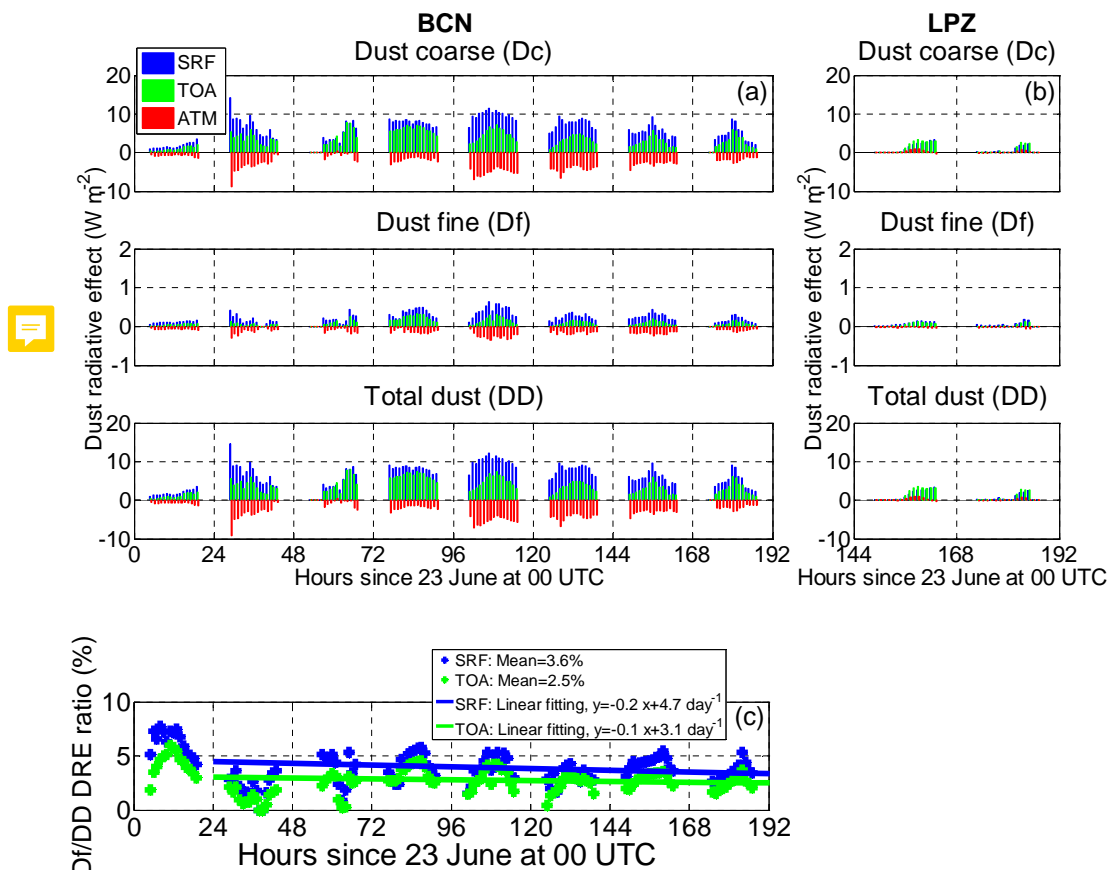 BCN
LPZ
Dust coarse (Dc)
Dust coarse (Dc)
SRF
TOA
ATM
(a)
(b)
20
10
0
-10
20
10
0
-10
Dust radiative effect (W m-2)
Dust radiative effect (W m-2)
Dust fine (Df)
Dust fine (Df)
2
1
0
-1
2
1
0
-1
Total dust (DD)
Total dust (DD)
20
10
0
-10
20
10
0
-10
0 24 48 72 96 120 144 168 192
144 168 192
Hours since 23 June at 00 UTC
Hours since 23 June at 00 UTC
SRF: Mean=3.6%
TOA: Mean=2.5%
SRF: Linear fitting, y=-0.2 x+4.7 day-1
TOA: Linear fitting, y=-0.1 x+3.1 day-1
(c)
Df/DD DRE ratio (%)
10
5
0
0 24 48 72 96 120 144 168 192
Hours since 23 June at 00 UTC